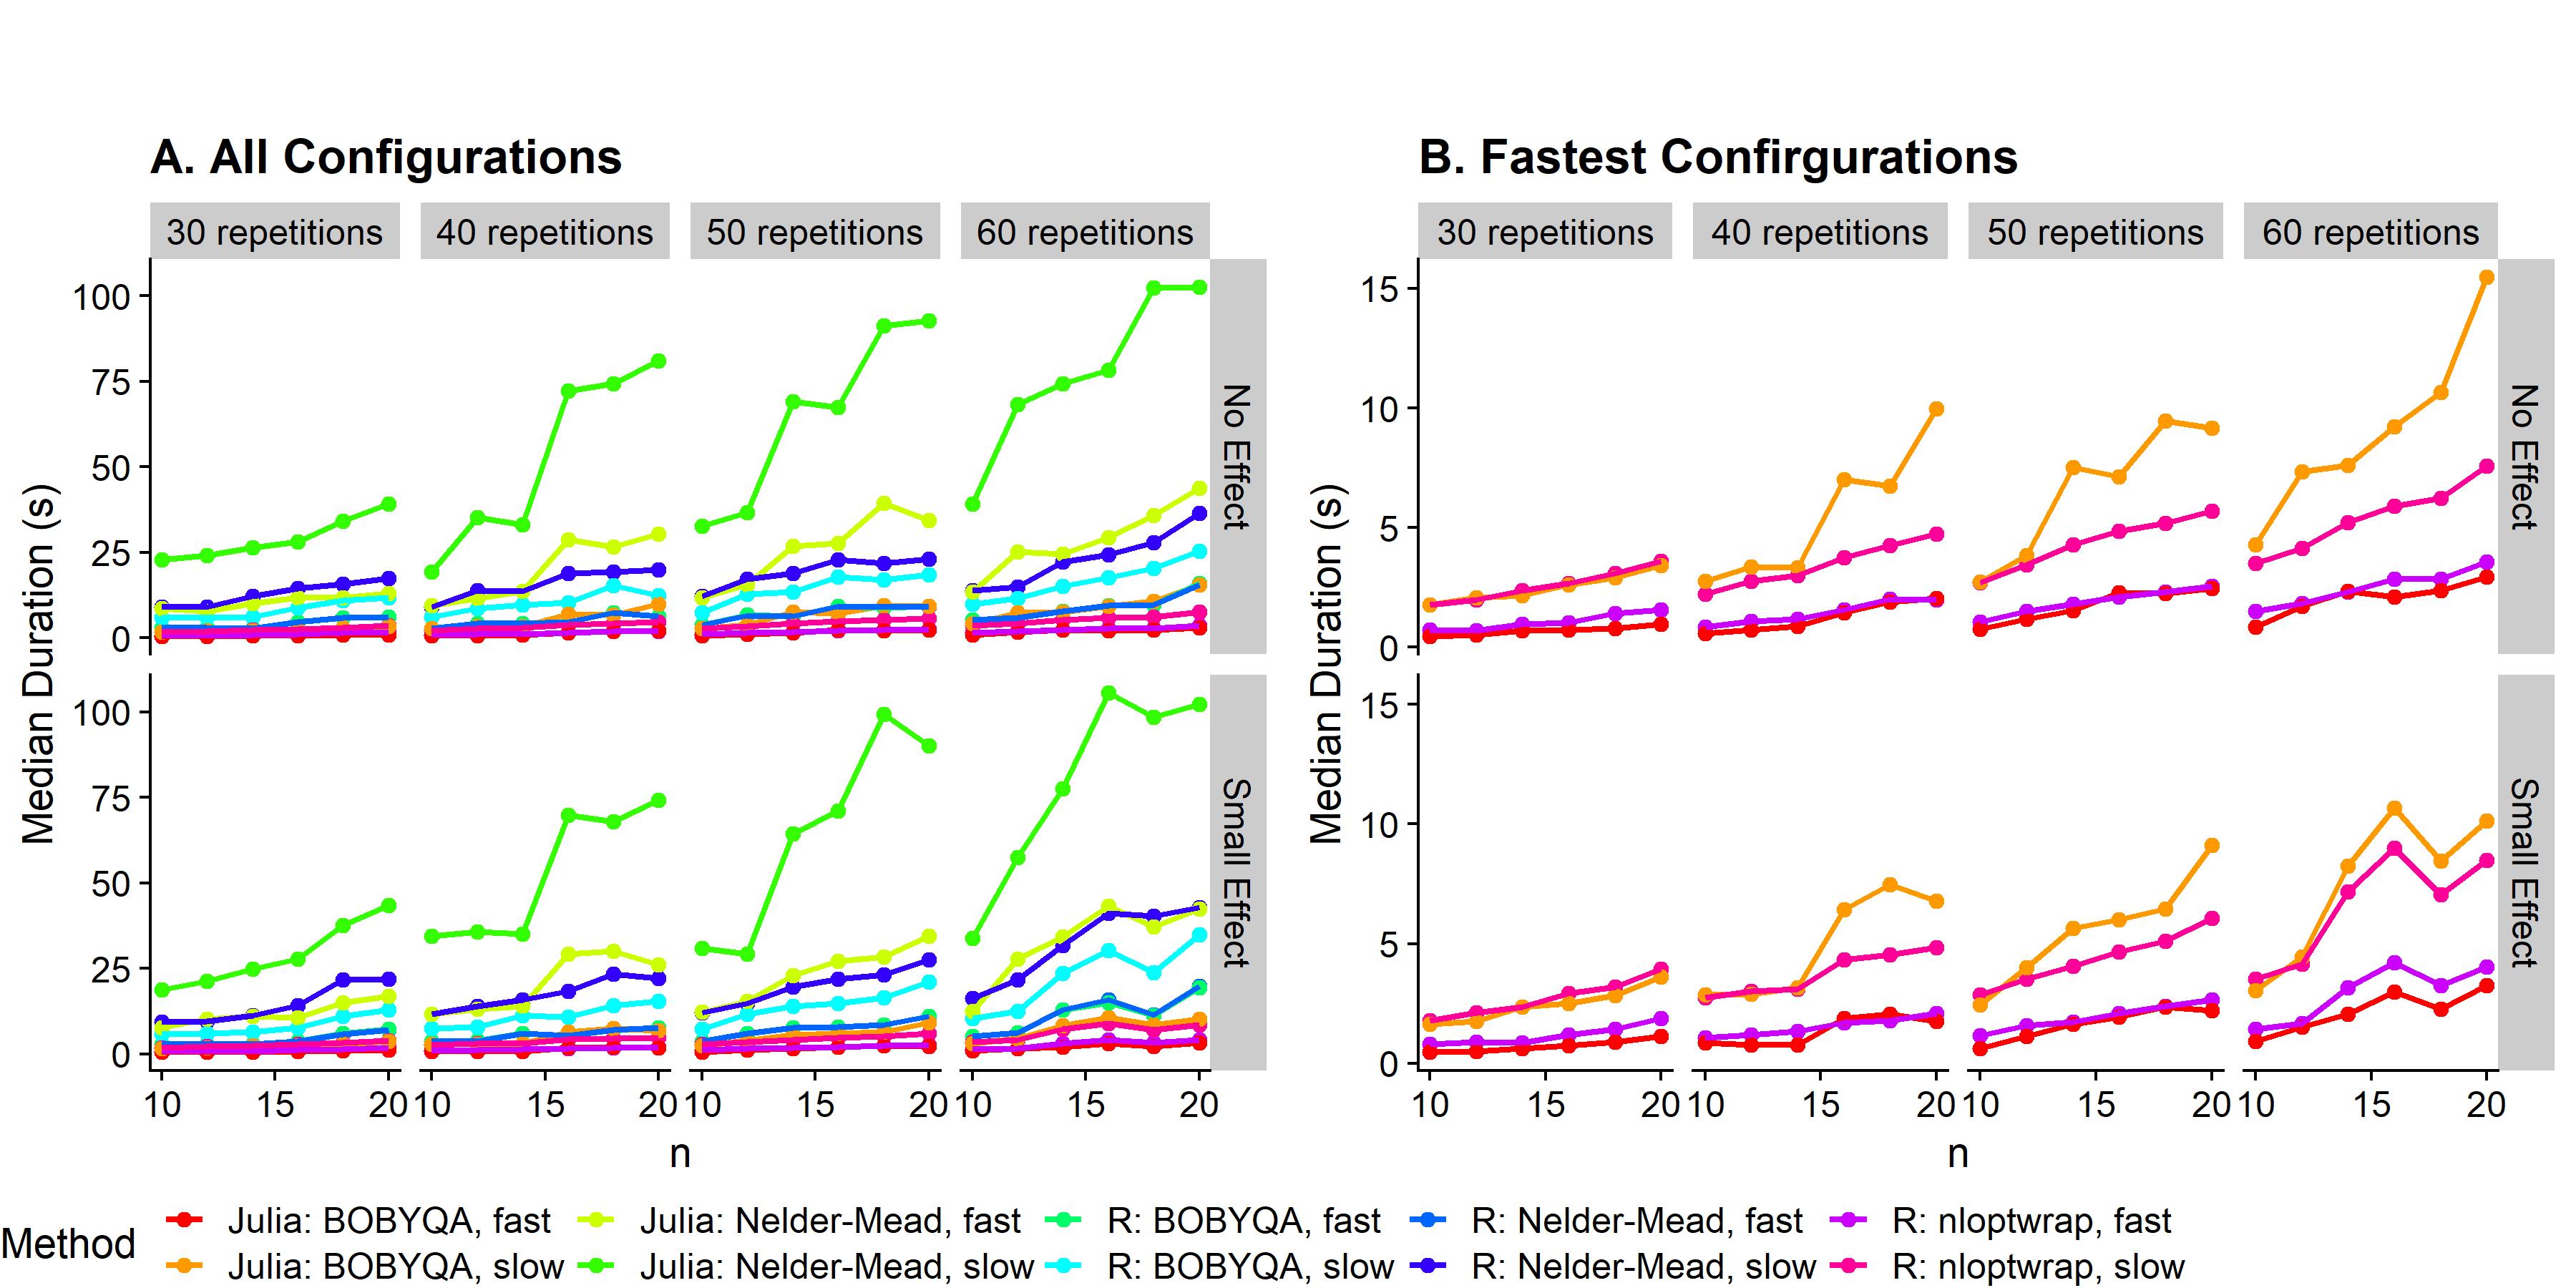 A. All Configurations
B. Fastest Confirgurations
30 repetitions 40 repetitions 50 repetitions 60 repetitions
30 repetitions 40 repetitions 50 repetitions 60 repetitions
Median Duration (s)
100
75
50
25
0
No Effect
100
75
50
25
0
Small Effect
10 15 20 10 15 20 10 15 20 10 15 20
n
Median Duration (s)
15
10
5
0
No Effect
15
10
5
0
Small Effect
10 15 20 10 15 20 10 15 20 10 15 20
n
Method
Julia: BOBYQA, fast Julia: Nelder-Mead, fast R: BOBYQA, fast R: Nelder-Mead, fast R: nloptwrap, fast
Julia: BOBYQA, slow Julia: Nelder-Mead, slow R: BOBYQA, slow R: Nelder-Mead, slow R: nloptwrap, slow